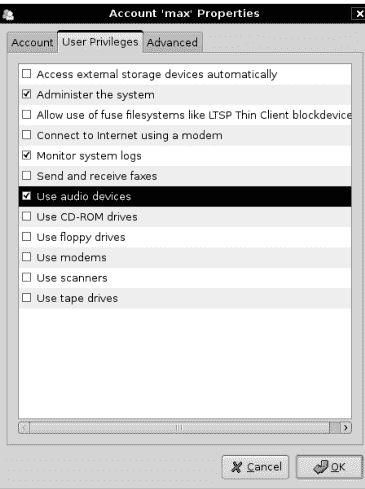 Account 'max' Properties
Account User Privileges Advanced
Access external storage devices automatically
Administer the system
Allow use of fuse filesystems like LTSP Thin Client blockdevice
Connect to Internet using a modem
Monitor system logs
Send and receive faxes
Use audio devices
Use CD-ROM drives
Use floppy drives
Use modems
Use scanners
Use tape drives
Cancel OK